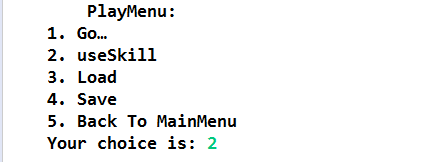 PlayMenu:
1. Go…
2. useSkill
3. Load
4. Save
5. Back To MainMenu
Your choice is: 2